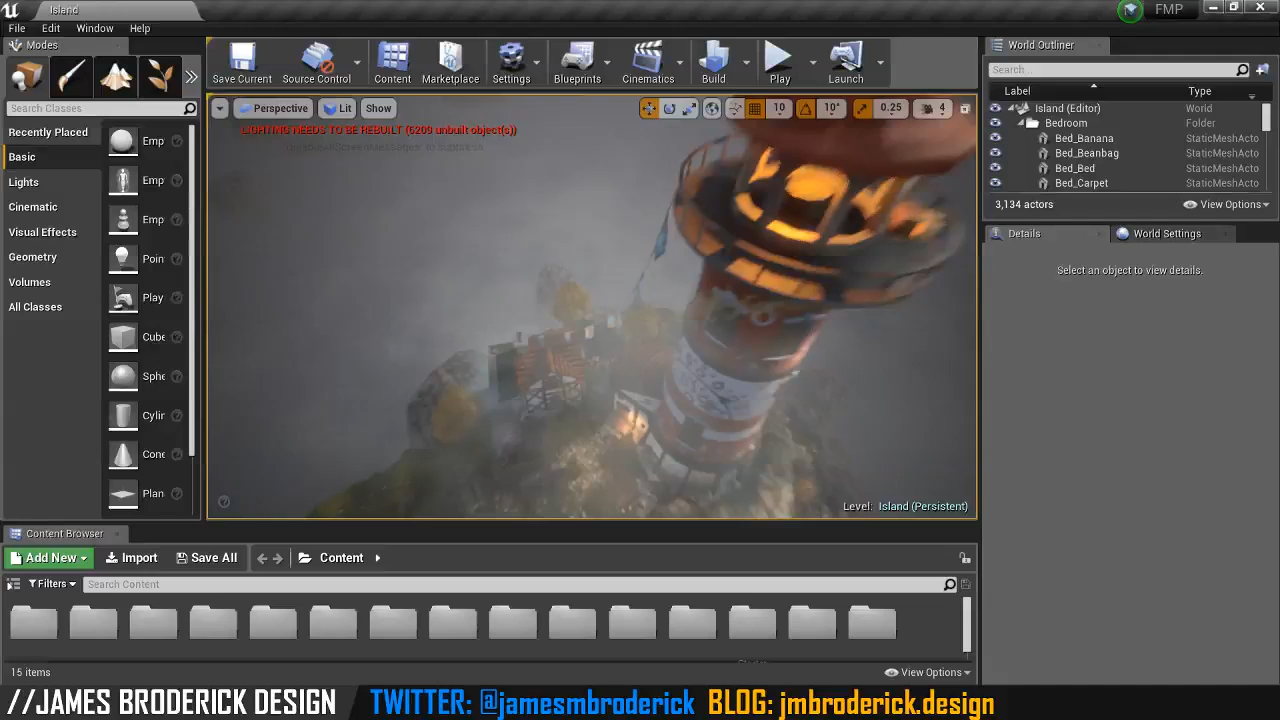 Island
FMP
File Edit Window Help
Modes
World Outliner
Search Classes
Save Current Source Control Content Marketplace Settings Blueprints Cinematics Build Play Launch
Search...
Label Type
Perspective Lit Show 10 10° 0.25 4
LIGHTING NEEDS TO BE REBUILT (6200 unbuilt object(s))
Island (Editor) World
Bedroom Folder
Bed_Banana StaticMeshActo
Bed_Beanbag StaticMeshActo
Bed_Bed StaticMeshActo
Bed_Carpet StaticMeshActo
3,134 actors View Options
Details World Settings
Select an object to view details.
Recently Placed
Basic
Lights
Cinematic
Visual Effects
Geometry
Volumes
All Classes
Emp
Emp
Emp
Poin
Play
Cube
Sphe
Cylir
Cone
Plan
Level: Island (Persistent)
Content Browser
Add New Import Save All Content
Filters Search Content
15 items View Options
//JAMES BRODERICK DESIGN TWITTER: @jamesmbroderick BLOG: jmbroderick.design